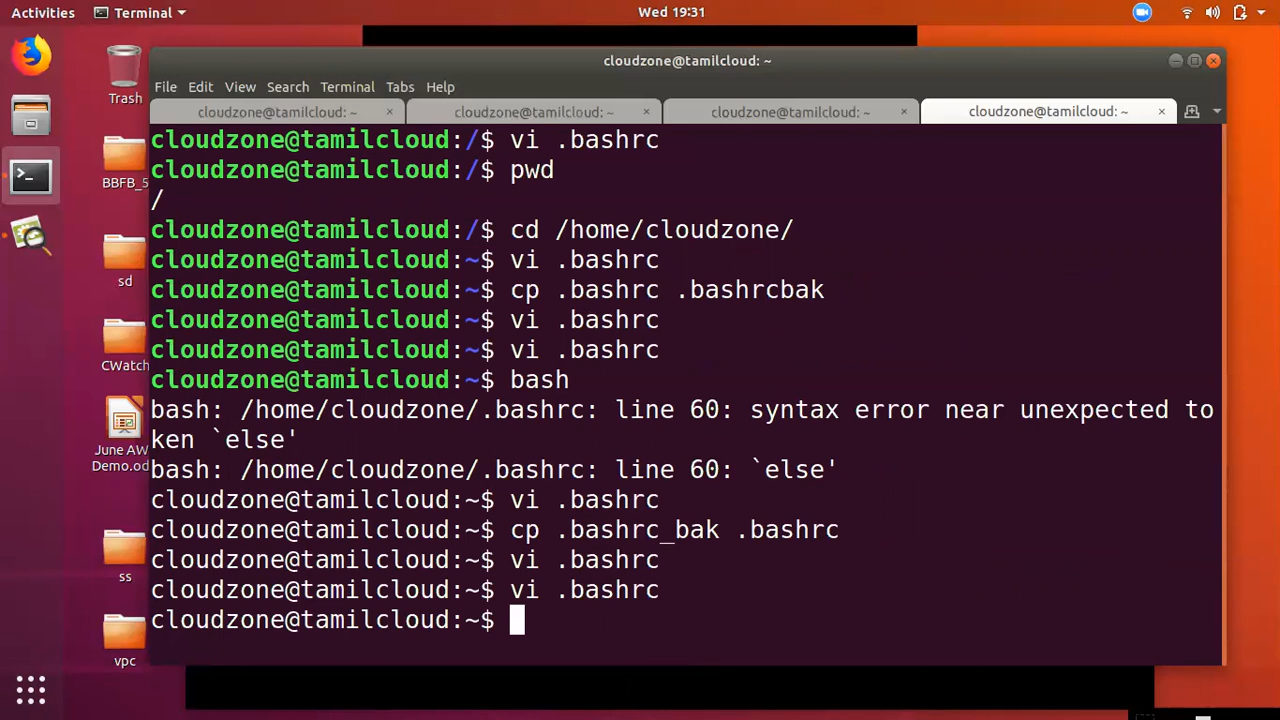 Activities
Terminal
Wed 19:31
cloudzone@tamilcloud: ~
File Edit View Search Terminal Tabs Help
cloudzone@tamilcloud: ~ × cloudzone@tamilcloud: ~ × cloudzone@tamilcloud: ~ × cloudzone@tamilcloud: ~ ×
cloudzone@tamilcloud:/$ vi .bashrc
cloudzone@tamilcloud:/$ pwd
/
cloudzone@tamilcloud:/$ cd /home/cloudzone/
cloudzone@tamilcloud:~$ vi .bashrc
cloudzone@tamilcloud:~$ cp .bashrc .bashrcbak
cloudzone@tamilcloud:~$ vi .bashrc
cloudzone@tamilcloud:~$ vi .bashrc
cloudzone@tamilcloud:~$ bash
bash: /home/cloudzone/.bashrc: line 60: syntax error near unexpected to
ken `else'
bash: /home/cloudzone/.bashrc: line 60: `else'
cloudzone@tamilcloud:~$ vi .bashrc
cloudzone@tamilcloud:~$ cp .bashrc_bak .bashrc
cloudzone@tamilcloud:~$ vi .bashrc
cloudzone@tamilcloud:~$ vi .bashrc
cloudzone@tamilcloud:~$
Trash
BBFB_5
sd
CWatch
June AW
Demo.od
ss
vpc